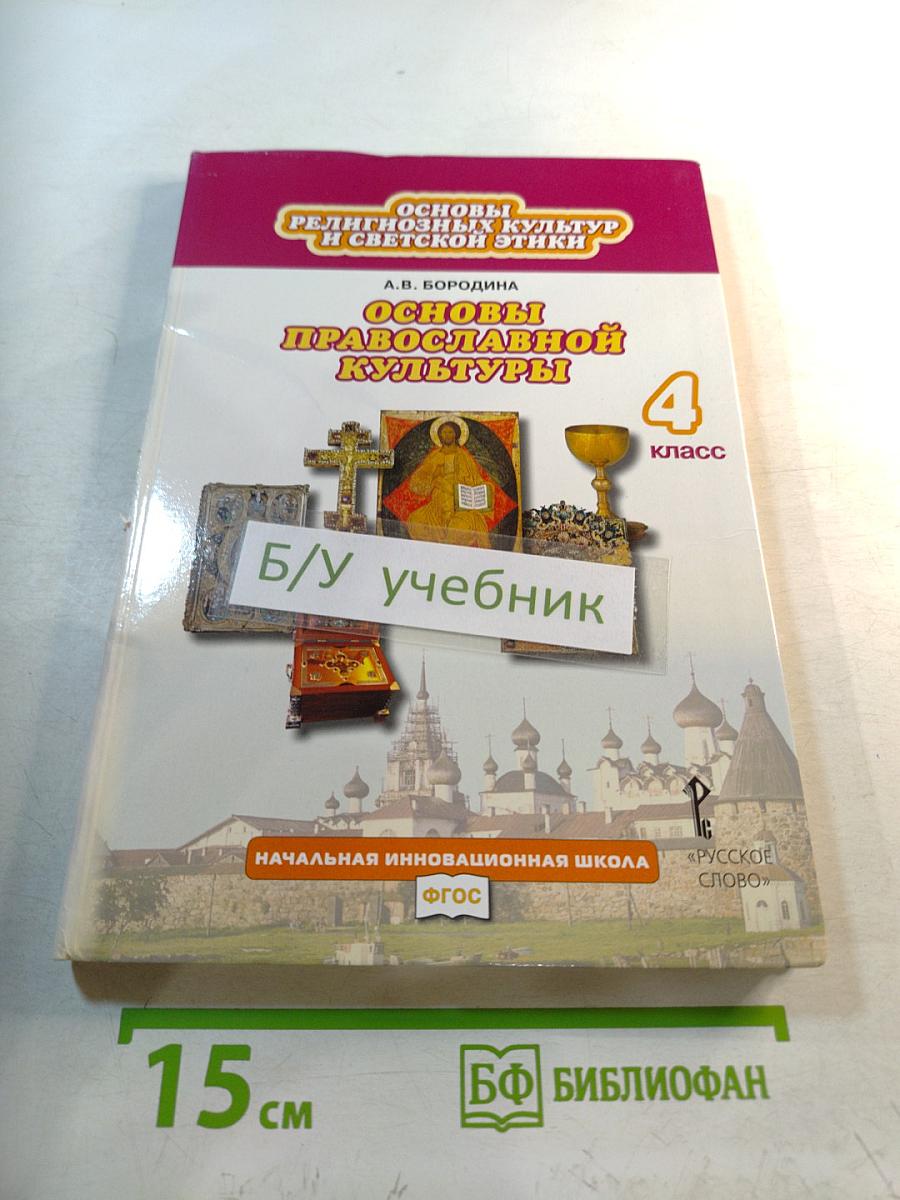 ОСНОВЫ
РЕЛИГИОЗНЫХ КУЛЬТУР
И СВЕТСКОЙ ЭТИКИ
А.В. БОРОДИНА
ОСНОВЫ
ПРАВОСЛАВНОЙ
КУЛЬТУРЫ
4
класс
Б/У учебник
НАЧАЛЬНАЯ ИННОВАЦИОННАЯ ШКОЛА
ФГОС
Рс
«РУССКОЕ
СЛОВО»
15 см
БФ БИБЛИОФАН